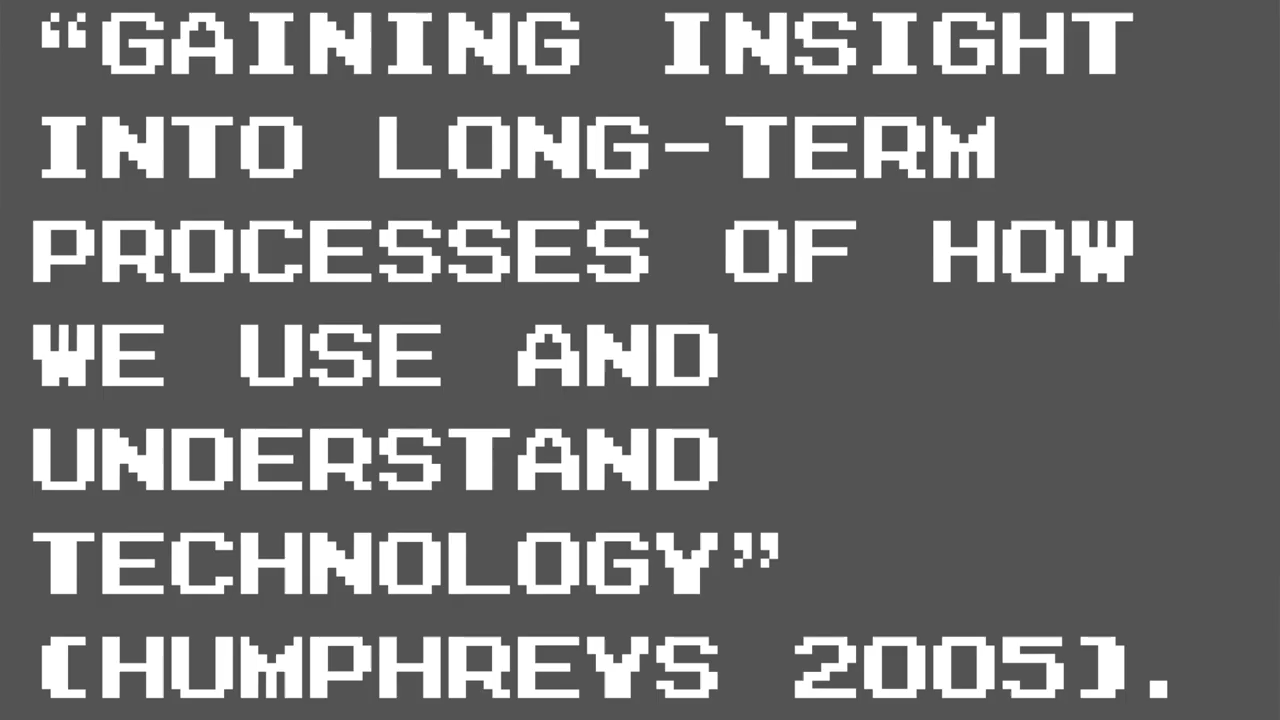 “GAINING INSIGHT
INTO LONG-TERM
PROCESSES OF HOW
WE USE AND
UNDERSTAND
TECHNOLOGY”
(HUMPHREYS 2005).